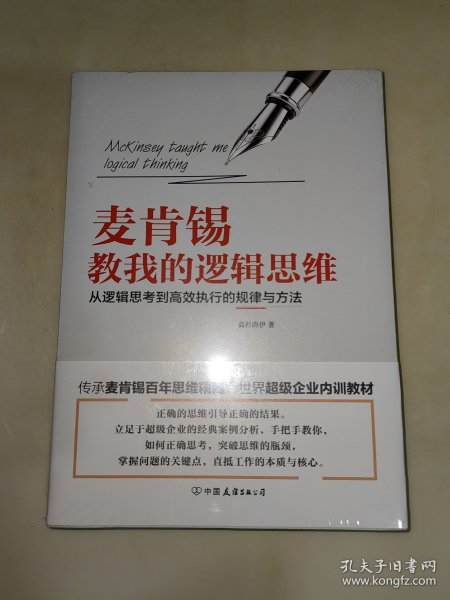 McKinsey taught me
logical thinking
麦肯锡
教我的逻辑思维
从逻辑思考到高效执行的规律与方法
高杉尚伊 著
传承麦肯锡百年思维精 世界超级企业内训教材
正确的思维引导正确的结果。
立足于超级企业的经典案例分析，手把手教你，
如何正确思考，突破思维的瓶颈，
掌握问题的关键点，直抵工作的本质与核心。
中国友谊出版公司
孔夫子旧书网
www.kongfz.com